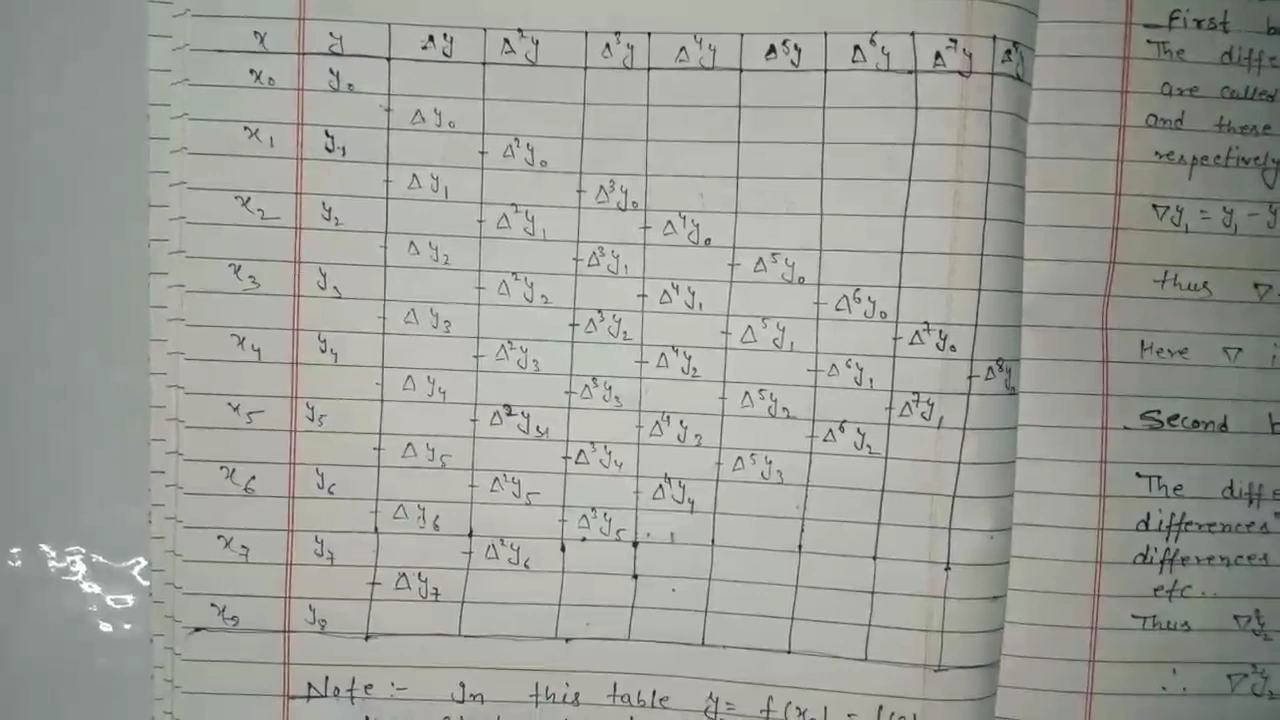 x y Δy Δ²y Δ³y Δ⁴y Δ⁵y Δ⁶y Δ⁷y Δ⁸y
x₀ y₀
Δy₀
x₁ y₁ Δ²y₀
Δy₁ Δ³y₀
x₂ y₂ Δ²y₁ Δ⁴y₀
Δy₂ Δ³y₁ Δ⁵y₀
x₃ y₃ Δ²y₂ Δ⁴y₁ Δ⁶y₀
Δy₃ Δ³y₂ Δ⁵y₁ Δ⁷y₀
x₄ y₄ Δ²y₃ Δ⁴y₂ Δ⁶y₁ Δ⁸y₀
Δy₄ Δ³y₃ Δ⁵y₂ Δ⁷y₁
x₅ y₅ Δ²y₄ Δ⁴y₃ Δ⁶y₂
Δy₅ Δ³y₄ Δ⁵y₃
x₆ y₆ Δ²y₅ Δ⁴y₄
Δy₆ Δ³y₅
x₇ y₇ Δ²y₆
Δy₇
x₈ y₈
Note :- In this table y =
First
The
are called
and these
respectively
∇y₁ = y₁ -
thus ∇
Here ∇
Second
The
differences
differences
etc..
Thus ∇²y₂
∴ ∇²y₂